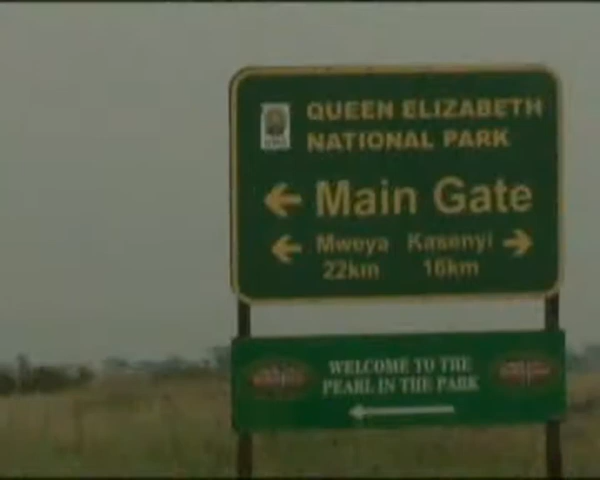 QUEEN ELIZABETH
NATIONAL PARK
Main Gate
Mweya Kasenyi
22km 16km
WELCOME TO THE
PEARL IN THE PARK